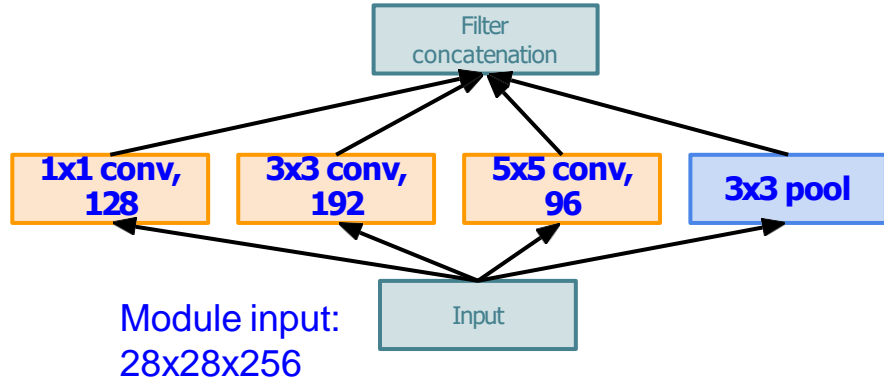 Filter
concatenation
1x1 conv,
128
3x3 conv,
192
5x5 conv,
96
3x3 pool
Input
Module input:
28x28x256